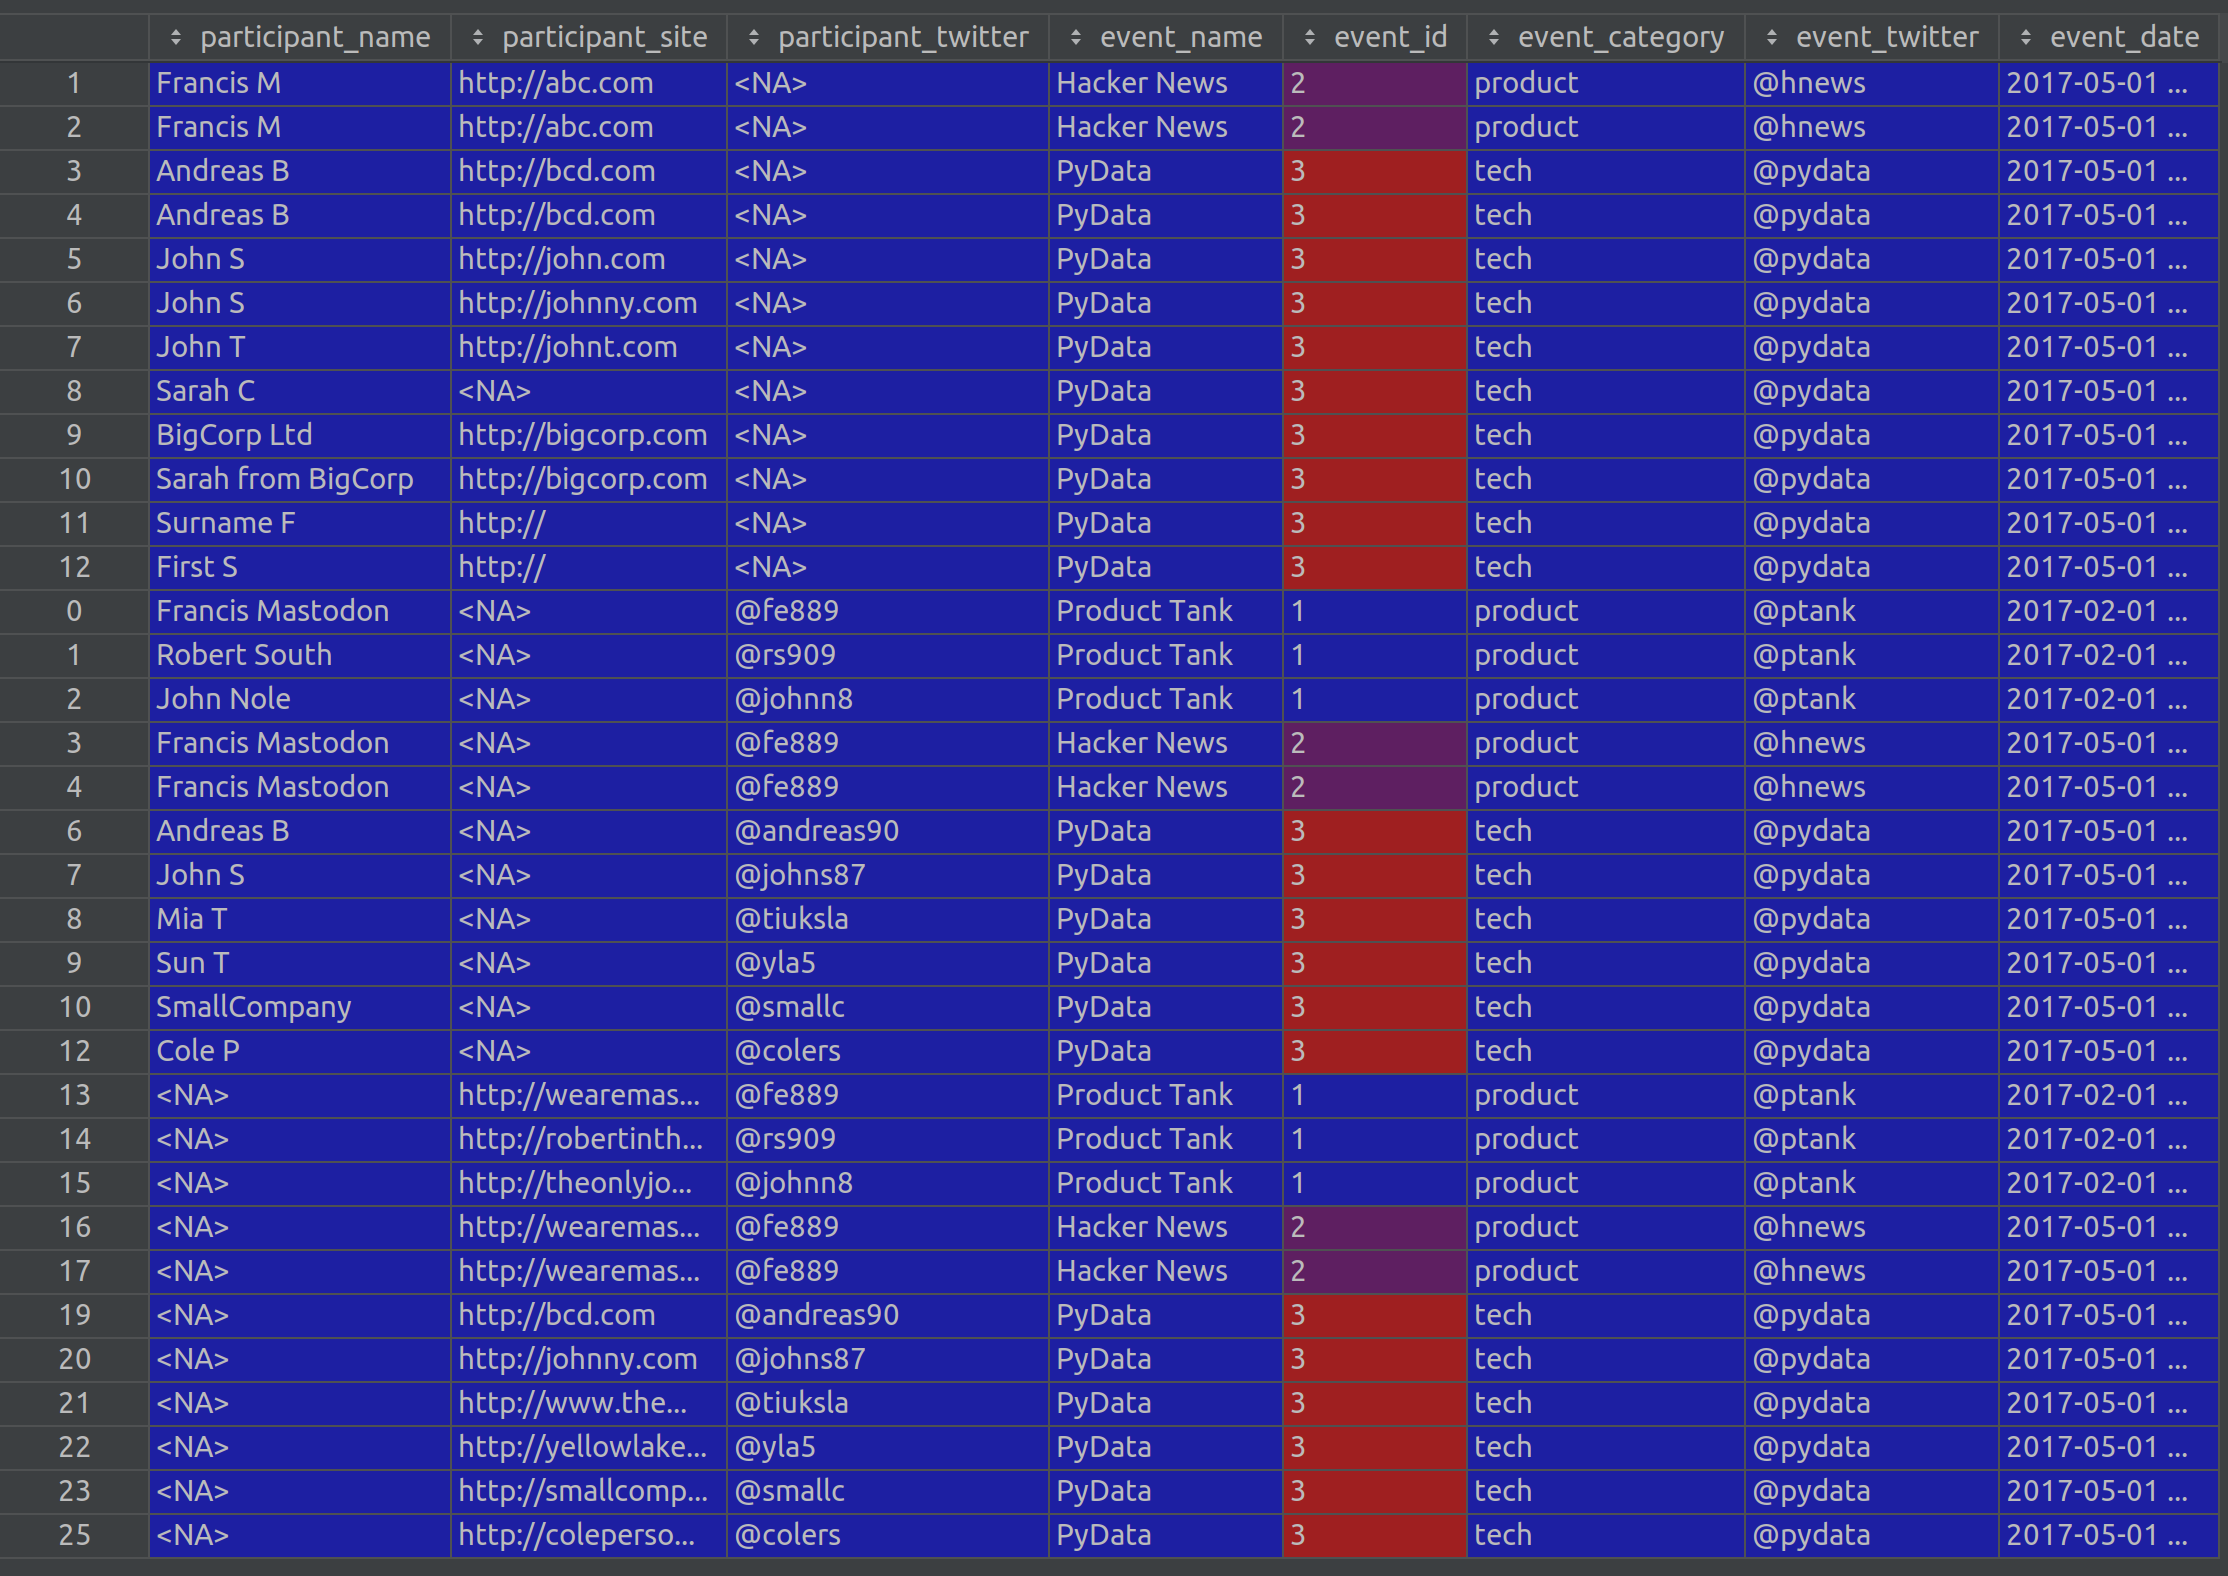 participant_name participant_site participant_twitter event_name event_id event_category event_twitter event_date
1 Francis M http://abc.com <NA> Hacker News 2 product @hnews 2017-05-01 ...
2 Francis M http://abc.com <NA> Hacker News 2 product @hnews 2017-05-01 ...
3 Andreas B http://bcd.com <NA> PyData 3 tech @pydata 2017-05-01 ...
4 Andreas B http://bcd.com <NA> PyData 3 tech @pydata 2017-05-01 ...
5 John S http://john.com <NA> PyData 3 tech @pydata 2017-05-01 ...
6 John S http://johnny.com <NA> PyData 3 tech @pydata 2017-05-01 ...
7 John T http://johnt.com <NA> PyData 3 tech @pydata 2017-05-01 ...
8 Sarah C <NA> <NA> PyData 3 tech @pydata 2017-05-01 ...
9 BigCorp Ltd http://bigcorp.com <NA> PyData 3 tech @pydata 2017-05-01 ...
10 Sarah from BigCorp http://bigcorp.com <NA> PyData 3 tech @pydata 2017-05-01 ...
11 Surname F http:// <NA> PyData 3 tech @pydata 2017-05-01 ...
12 First S http:// <NA> PyData 3 tech @pydata 2017-05-01 ...
0 Francis Mastodon <NA> @fe889 Product Tank 1 product @ptank 2017-02-01 ...
1 Robert South <NA> @rs909 Product Tank 1 product @ptank 2017-02-01 ...
2 John Nole <NA> @johnn8 Product Tank 1 product @ptank 2017-02-01 ...
3 Francis Mastodon <NA> @fe889 Hacker News 2 product @hnews 2017-05-01 ...
4 Francis Mastodon <NA> @fe889 Hacker News 2 product @hnews 2017-05-01 ...
6 Andreas B <NA> @andreas90 PyData 3 tech @pydata 2017-05-01 ...
7 John S <NA> @johns87 PyData 3 tech @pydata 2017-05-01 ...
8 Mia T <NA> @tiuksla PyData 3 tech @pydata 2017-05-01 ...
9 Sun T <NA> @yla5 PyData 3 tech @pydata 2017-05-01 ...
10 SmallCompany <NA> @smallc PyData 3 tech @pydata 2017-05-01 ...
12 Cole P <NA> @colers PyData 3 tech @pydata 2017-05-01 ...
13 <NA> http://wearemas... @fe889 Product Tank 1 product @ptank 2017-02-01 ...
14 <NA> http://robertinth... @rs909 Product Tank 1 product @ptank 2017-02-01 ...
15 <NA> http://theonlyjo... @johnn8 Product Tank 1 product @ptank 2017-02-01 ...
16 <NA> http://wearemas... @fe889 Hacker News 2 product @hnews 2017-05-01 ...
17 <NA> http://wearemas... @fe889 Hacker News 2 product @hnews 2017-05-01 ...
19 <NA> http://bcd.com @andreas90 PyData 3 tech @pydata 2017-05-01 ...
20 <NA> http://johnny.com @johns87 PyData 3 tech @pydata 2017-05-01 ...
21 <NA> http://www.the... @tiuksla PyData 3 tech @pydata 2017-05-01 ...
22 <NA> http://yellowlake... @yla5 PyData 3 tech @pydata 2017-05-01 ...
23 <NA> http://smallcomp... @smallc PyData 3 tech @pydata 2017-05-01 ...
25 <NA> http://coleperso... @colers PyData 3 tech @pydata 2017-05-01 ...